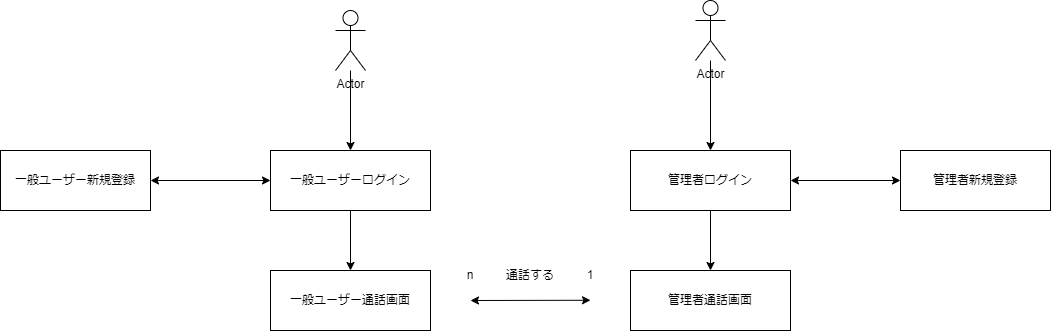 Actor
Actor
一般ユーザー新規登録
一般ユーザーログイン
管理者ログイン
管理者新規登録
n
通話する
1
一般ユーザー通話画面
管理者通話画面